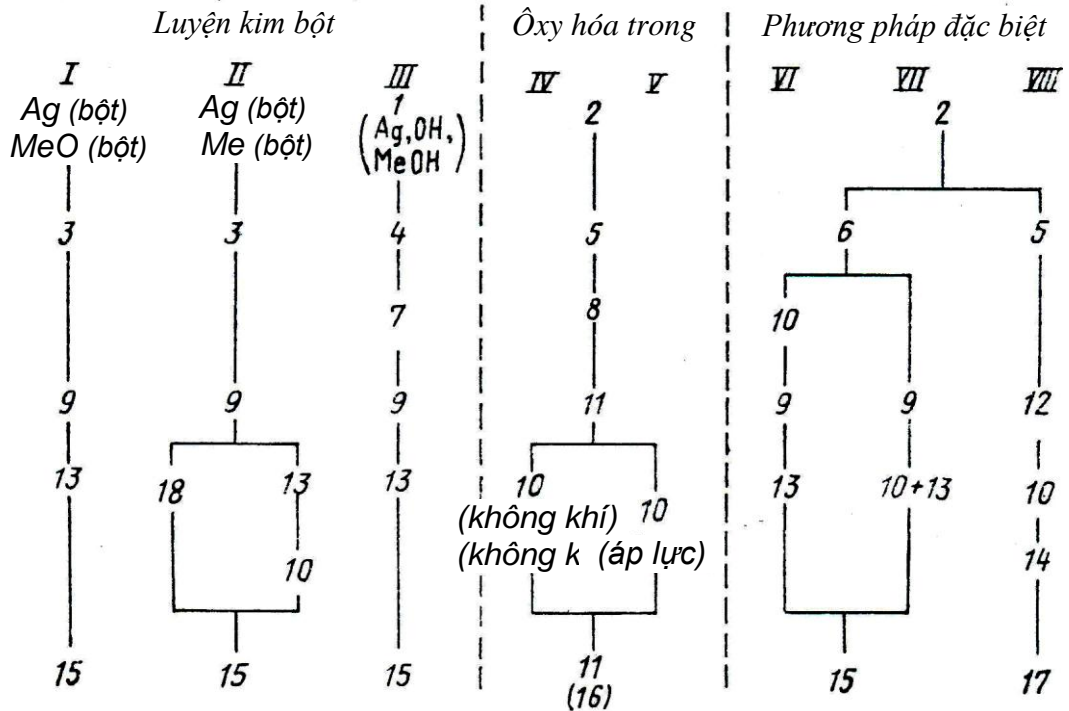 Luyện kim bột Ôxy hóa trong Phương pháp đặc biệt
I II III IV V VI VII VIII
Ag (bột) Ag (bột) 1 2 2
MeO (bột) Me (bột) (Ag,OH,
MeOH)
3 3 4 5 6 5
7 8 10
9 9 9 11 9 9 12
13 18 13 13 10 10 13 10+13 10
(không khí)
(không k (áp lực)
10 14
15 15 15 11 15 17
(16)